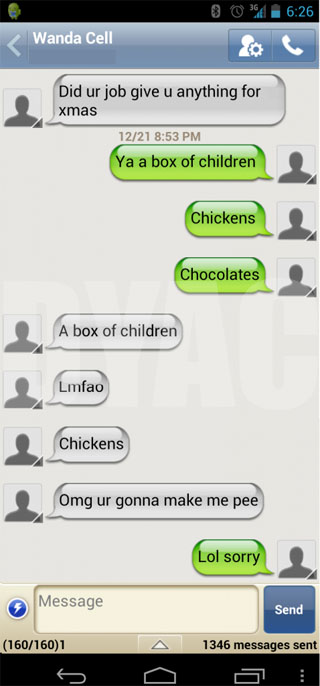 3G 6:26
Wanda Cell
Did ur job give u anything for
xmas
12/21 8:53 PM
Ya a box of children
Chickens
Chocolates
DYAC
A box of children
Lmfao
Chickens
Omg ur gonna make me pee
Lol sorry
Message
Send
(160/160)1
1346 messages sent